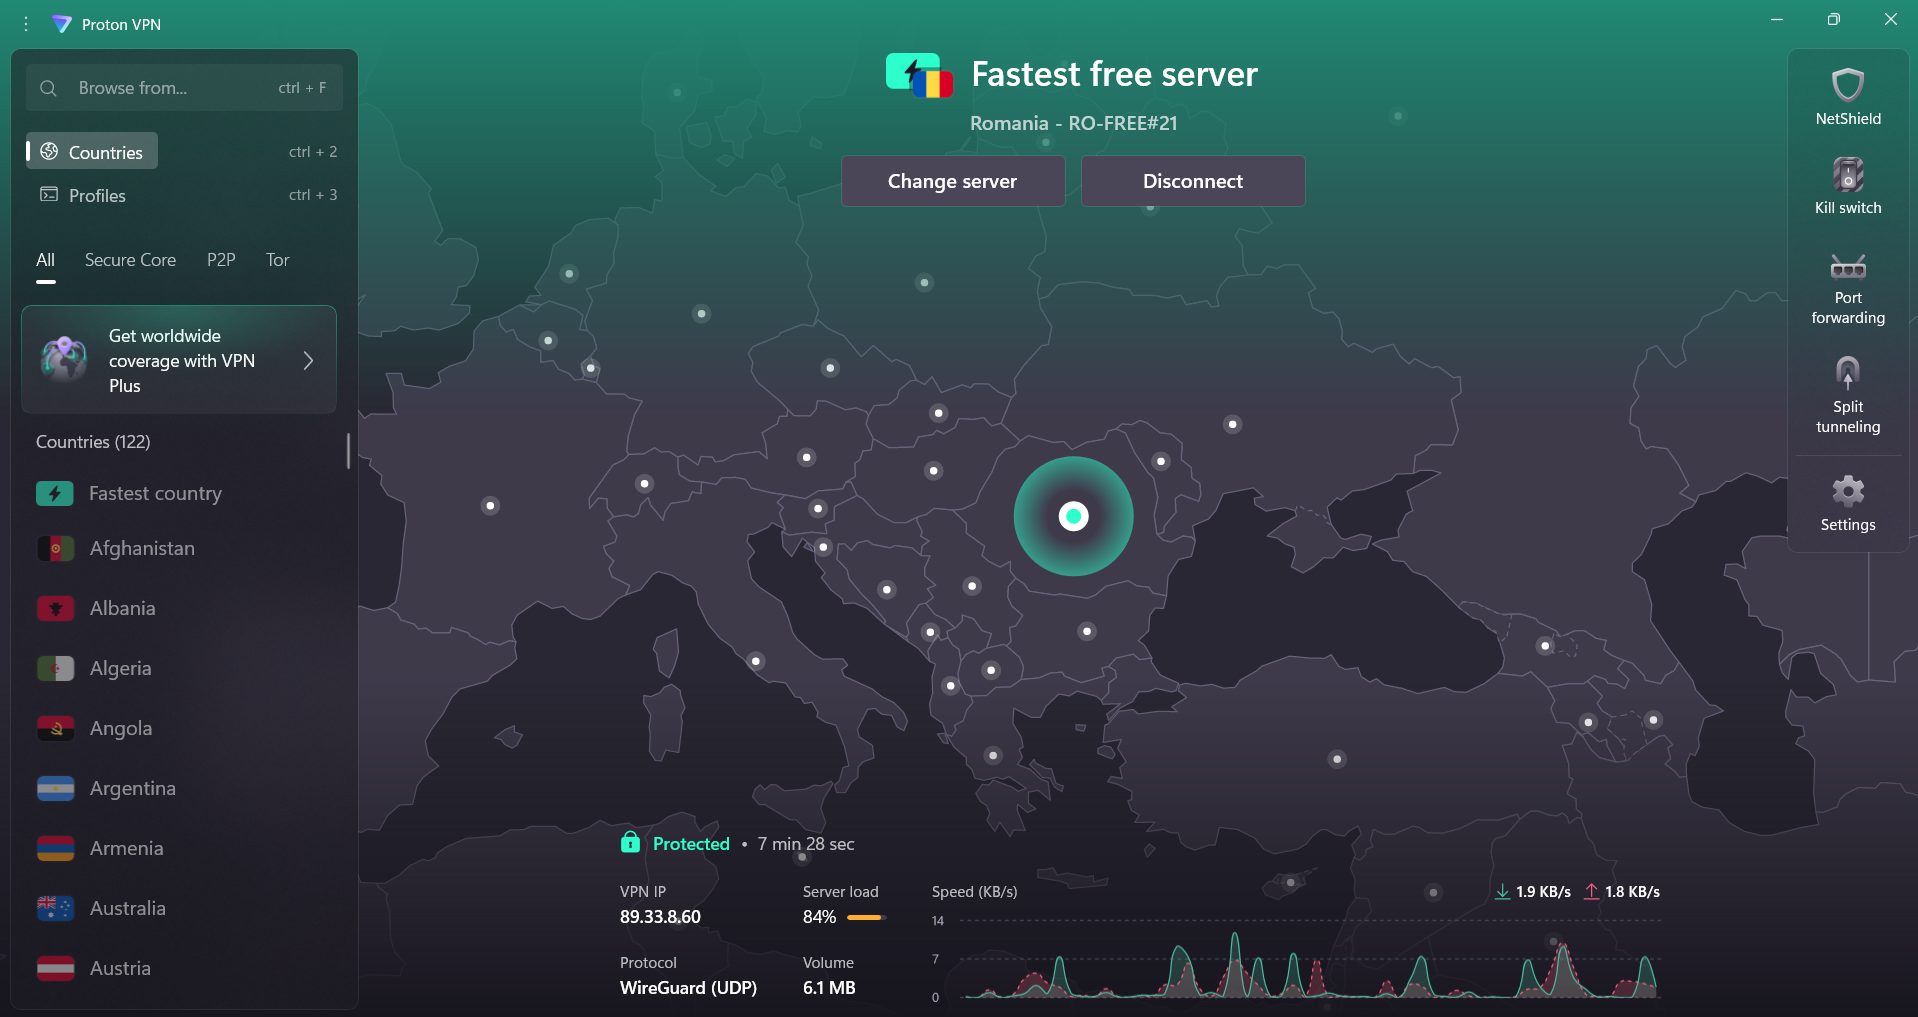 Proton VPN
Browse from...
ctrl + F
Countries
ctrl + 2
Profiles
ctrl + 3
All
Secure Core
P2P
Tor
Get worldwide
coverage with VPN
Plus
Countries (122)
Fastest country
Afghanistan
Albania
Algeria
Angola
Argentina
Armenia
Australia
Austria
Fastest free server
Romania - RO-FREE#21
Change server
Disconnect
Protected • 7 min 28 sec
VPN IP
89.33.8.60
Server load
84%
Protocol
WireGuard (UDP)
Volume
6.1 MB
Speed (KB/s)
1.9 KB/s
1.8 KB/s
14
7
0
NetShield
Kill switch
Port
forwarding
Split
tunneling
Settings